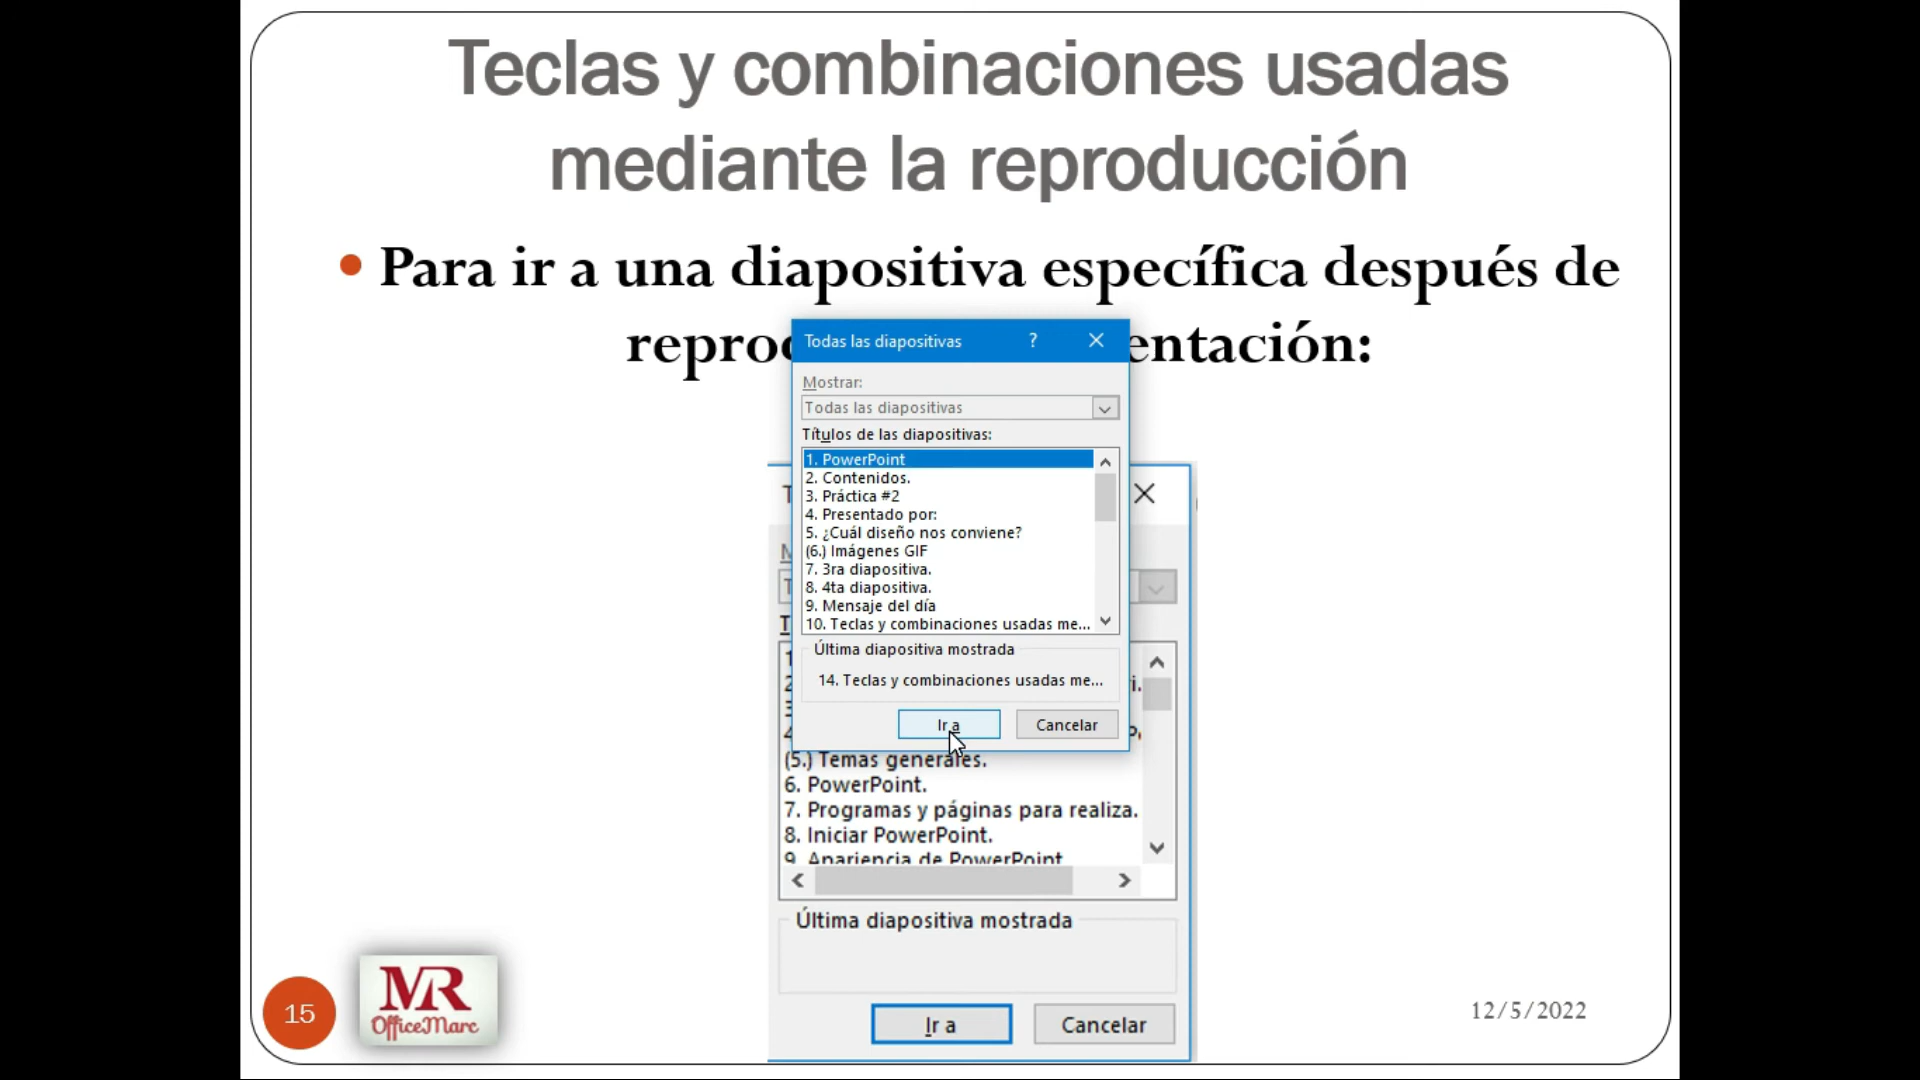 Teclas y combinaciones usadas
mediante la reproducción
• Para ir a una diapositiva específica después de
entación:
Todas las diapositivas ?
Mostrar:
Todas las diapositivas
Títulos de las diapositivas:
1. PowerPoint
2. Contenidos.
3. Práctica #2
4. Presentado por:
5. ¿Cuál diseño nos conviene?
(6.) Imágenes GIF
7. 3ra diapositiva.
8. 4ta diapositiva.
9. Mensaje del día
10. Teclas y combinaciones usadas me...
Última diapositiva mostrada
14. Teclas y combinaciones usadas me...
Ir a Cancelar
(5.) Temas generales.
6. PowerPoint.
7. Programas y páginas para realiza.
8. Iniciar PowerPoint.
9. Apariencia de PowerPoint
Última diapositiva mostrada
Ir a Cancelar
15
MR
OfficeMarc
12/5/2022